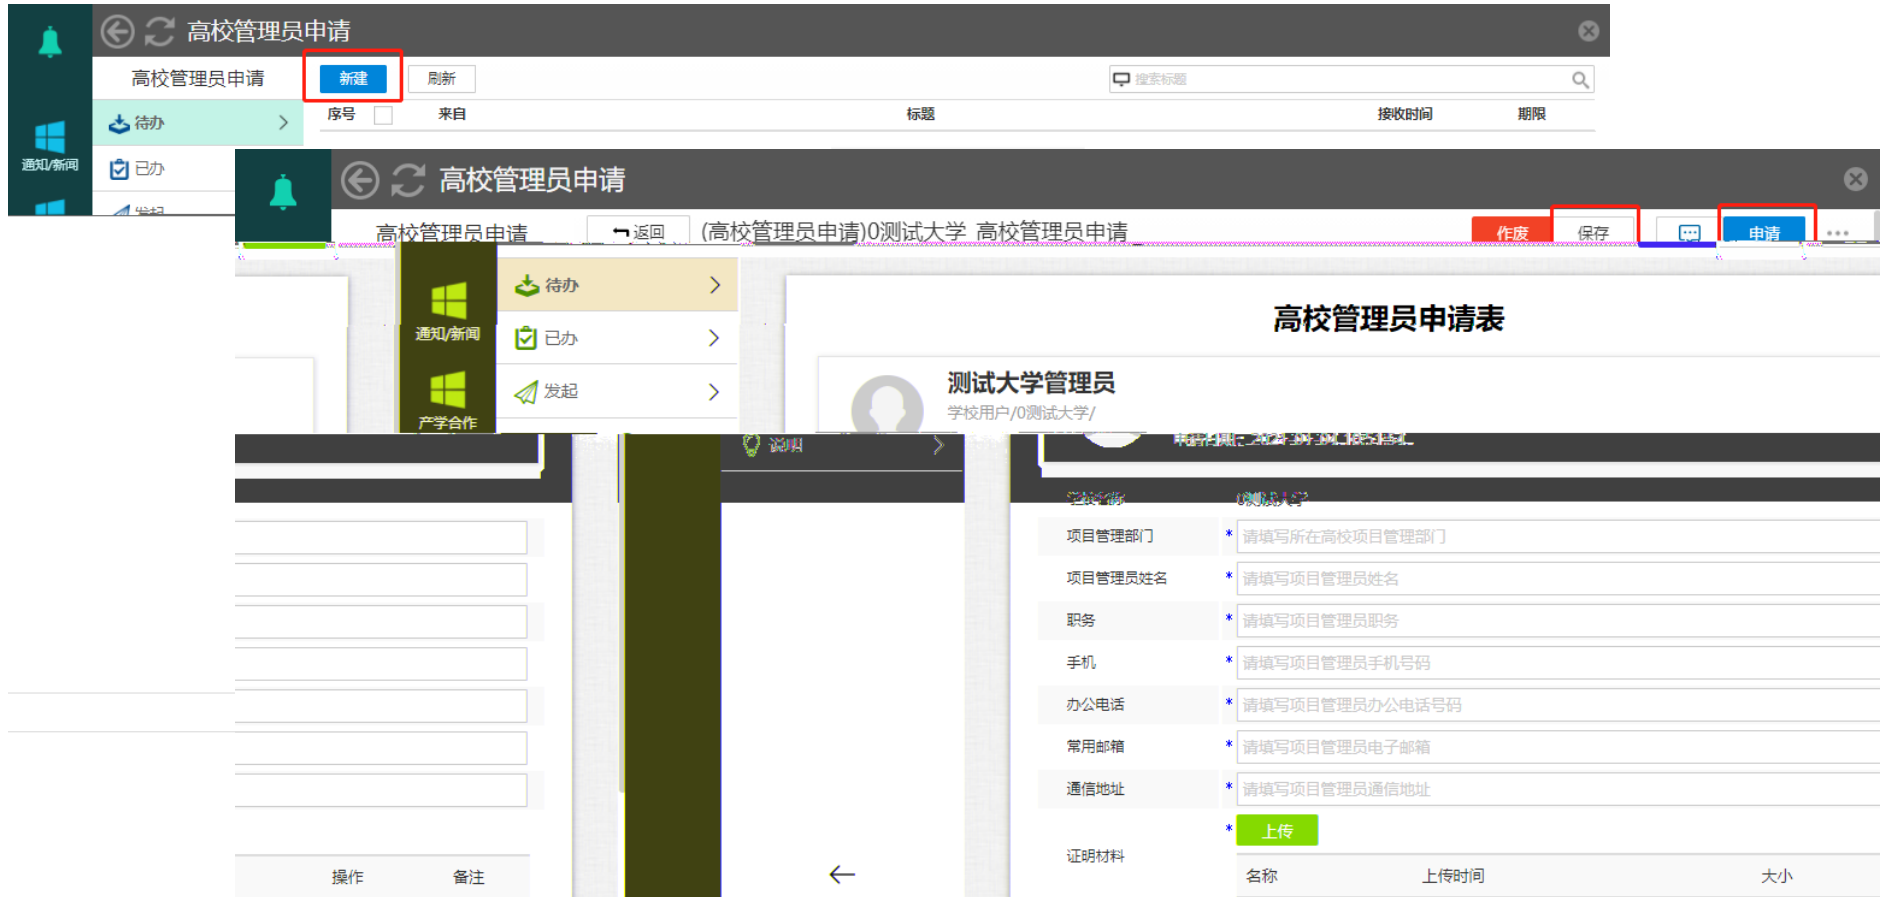 高校管理员申请
高校管理员申请
新建
刷新
搜索标题
序号
来自
标题
接收时间
期限
待办
通知/新闻
已办
高校管理员申请
高校管理员申请
返回
(高校管理员申请)0测试大学 高校管理员申请
作废
保存
申请
待办
通知/新闻
已办
发起
产学合作
高校管理员申请表
测试大学管理员
学校用户/0测试大学/
说明
0测试大学
项目管理部门 * 请填写所在高校项目管理部门
项目管理员姓名 * 请填写项目管理员姓名
职务 * 请填写项目管理员职务
手机 * 请填写项目管理员手机号码
办公电话 * 请填写项目管理员办公电话号码
常用邮箱 * 请填写项目管理员电子邮箱
通信地址 * 请填写项目管理员通信地址
* 上传
证明材料
名称
上传时间
大小
操作
备注